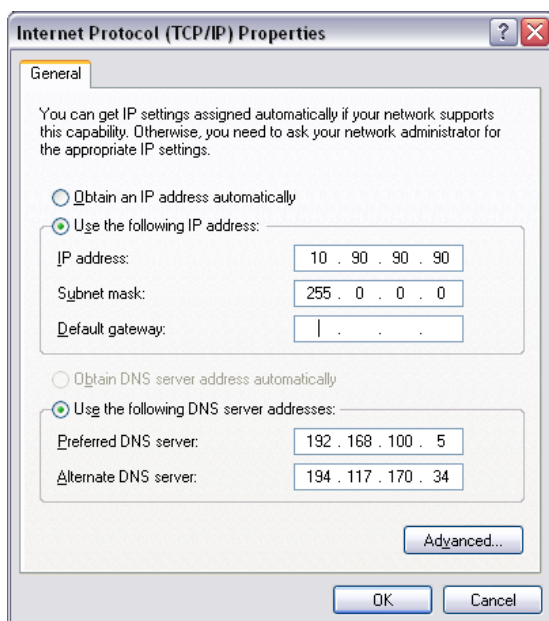 Internet Protocol (TCP/IP) Properties
General
You can get IP settings assigned automatically if your network supports
this capability. Otherwise, you need to ask your network administrator for
the appropriate IP settings.
Obtain an IP address automatically
Use the following IP address:
IP address: 10 . 90 . 90 . 90
Subnet mask: 255 . 0 . 0 . 0
Default gateway: . . .
Obtain DNS server address automatically
Use the following DNS server addresses:
Preferred DNS server: 192 . 168 . 100 . 5
Alternate DNS server: 194 . 117 . 170 . 34
Advanced...
OK Cancel